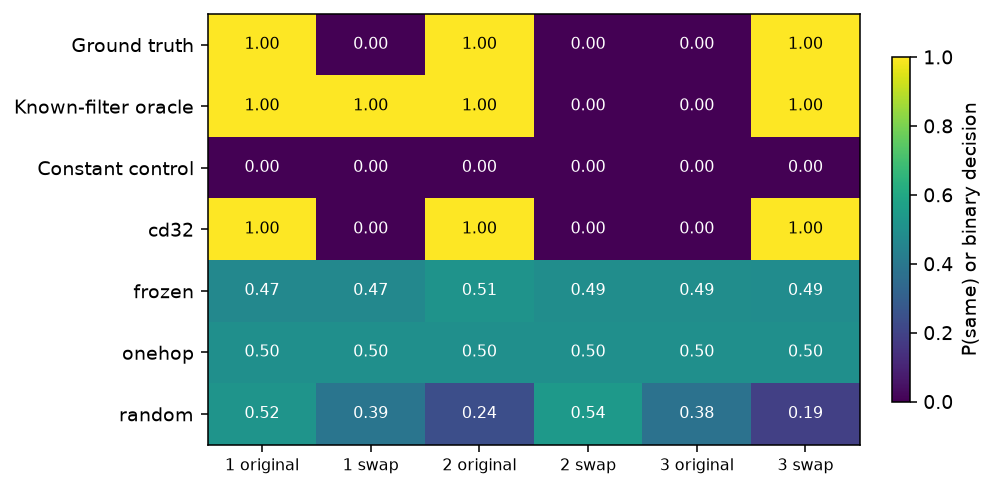 Ground truth 1.00 0.00 1.00 0.00 0.00 1.00
Known-filter oracle 1.00 1.00 1.00 0.00 0.00 1.00
Constant control 0.00 0.00 0.00 0.00 0.00 0.00
cd32 1.00 0.00 1.00 0.00 0.00 1.00
frozen 0.47 0.47 0.51 0.49 0.49 0.49
onehop 0.50 0.50 0.50 0.50 0.50 0.50
random 0.52 0.39 0.24 0.54 0.38 0.19
1 original 1 swap 2 original 2 swap 3 original 3 swap
1.0
0.8
0.6
0.4
0.2
0.0
P(same) or binary decision